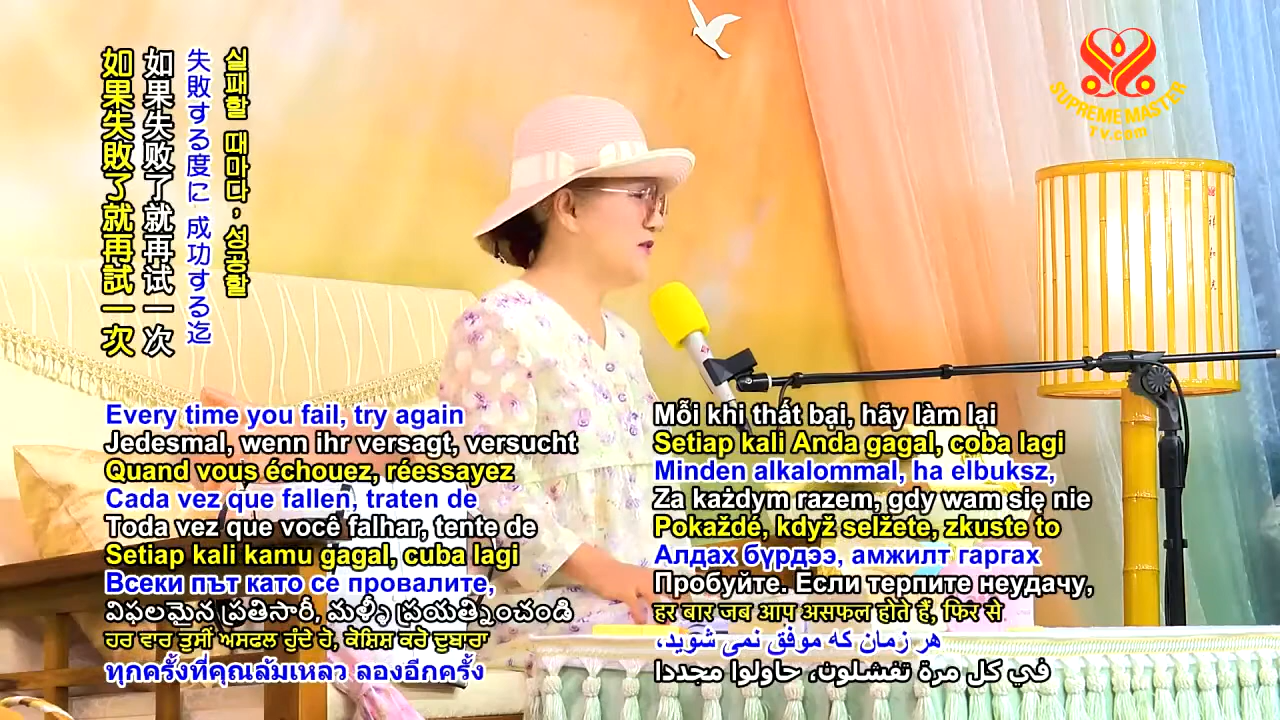 실패할 때마다, 성공할
失敗する度に 成功する迄
如果失败了就再试一次
如果失敗了就再試一次
SUPREME MASTER
TV.com
Every time you fail, try again
Jedesmal, wenn ihr versagt, versucht
Quand vous échouez, réessayez
Cada vez que fallen, traten de
Toda vez que você falhar, tente de
Setiap kali kamu gagal, cuba lagi
Всеки път като се провалите,
విఫలమైన ప్రతిసారీ, మళ్ళీ ప్రయత్నించండి
ਹਰ ਵਾਰ ਤੁਸੀਂ ਅਸਫਲ ਹੁੰਦੇ ਹੋ, ਕੋਸ਼ਿਸ਼ ਕਰੋ ਦੁਬਾਰਾ
ทุกครั้งที่คุณล้มเหลว ลองอีกครั้ง
Mỗi khi thất bại, hãy làm lại
Setiap kali Anda gagal, coba lagi
Minden alkalommal, ha elbuksz,
Za każdym razem, gdy wam się nie
Pokaždé, když selžete, zkuste to
Алдах бүрдээ, амжилт гаргах
Пробуйте. Если терпите неудачу,
हर बार जब आप असफल होते हैं, फिर से
هر زمان که موفق نمی شوید،
في كل مرة تفشلون، حاولوا مجددا